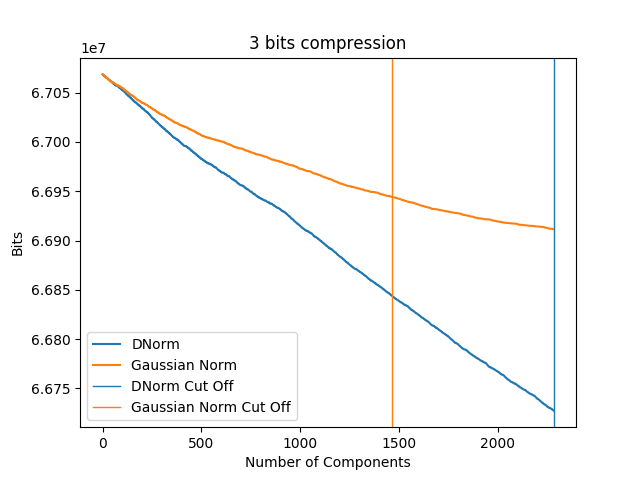 3 bits compression
1e7
6.705
6.700
6.695
6.690
6.685
6.680
6.675
Bits
DNorm
Gaussian Norm
DNorm Cut Off
Gaussian Norm Cut Off
0 500 1000 1500 2000
Number of Components